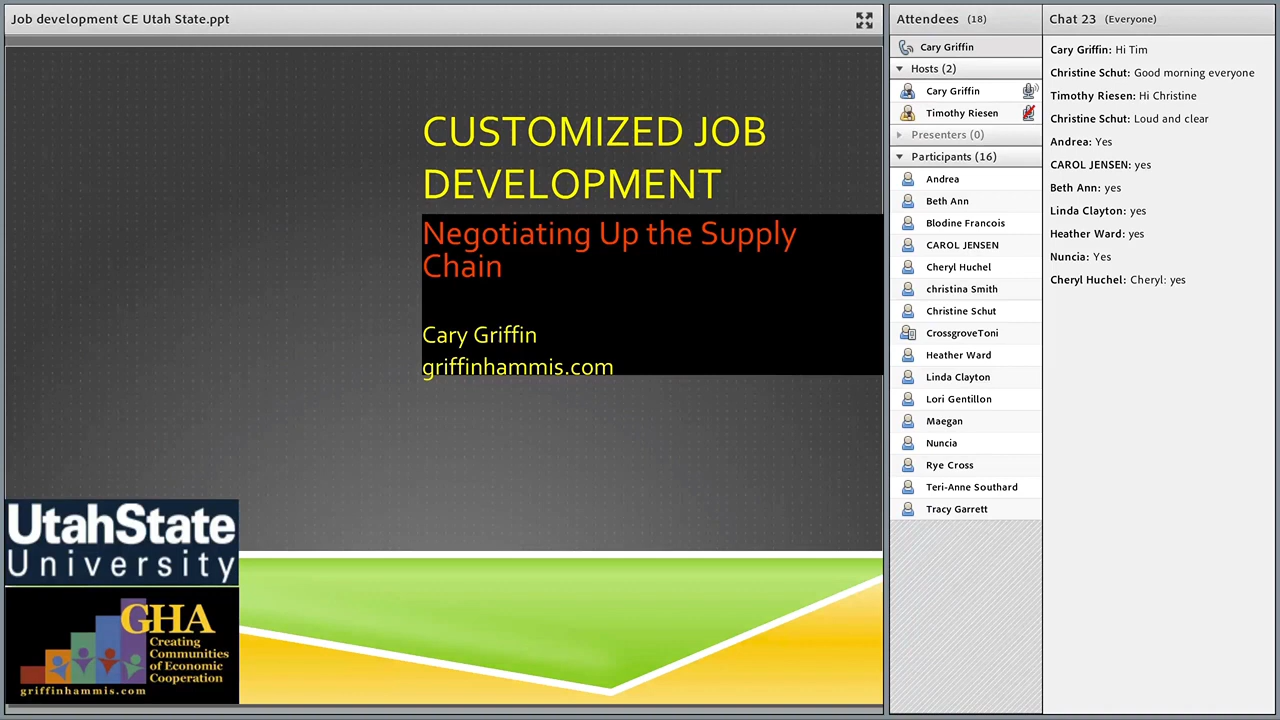 Job development CE Utah State.ppt
CUSTOMIZED JOB
DEVELOPMENT
Negotiating Up the Supply
Chain
Cary Griffin
griffinhammis.com
UtahState
University
GHA
Creating
Communities
of Economic
Cooperation
griffinhammis.com
Attendees (18)
Cary Griffin
Hosts (2)
Cary Griffin
Timothy Riesen
Presenters (0)
Participants (16)
Andrea
Beth Ann
Blodine Francois
CAROL JENSEN
Cheryl Huchel
christina Smith
Christine Schut
CrossgroveToni
Heather Ward
Linda Clayton
Lori Gentillon
Maegan
Nuncia
Rye Cross
Teri-Anne Southard
Tracy Garrett
Chat 23 (Everyone)
Cary Griffin: Hi Tim
Christine Schut: Good morning everyone
Timothy Riesen: Hi Christine
Christine Schut: Loud and clear
Andrea: Yes
CAROL JENSEN: yes
Beth Ann: yes
Linda Clayton: yes
Heather Ward: yes
Nuncia: Yes
Cheryl Huchel: Cheryl: yes